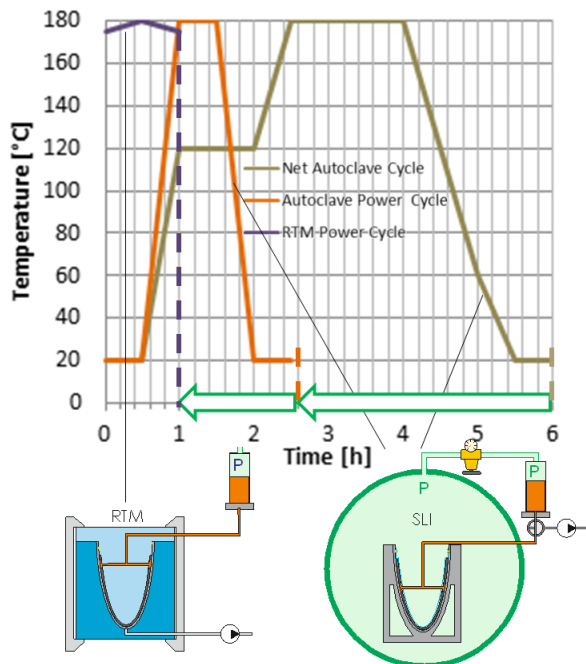 Temperature [°C]
180
160
140
120
100
80
60
40
20
0
Net Autoclave Cycle
Autoclave Power Cycle
RTM Power Cycle
0 1 2 3 4 5 6
Time [h]
P
RTM
P
P
SLI